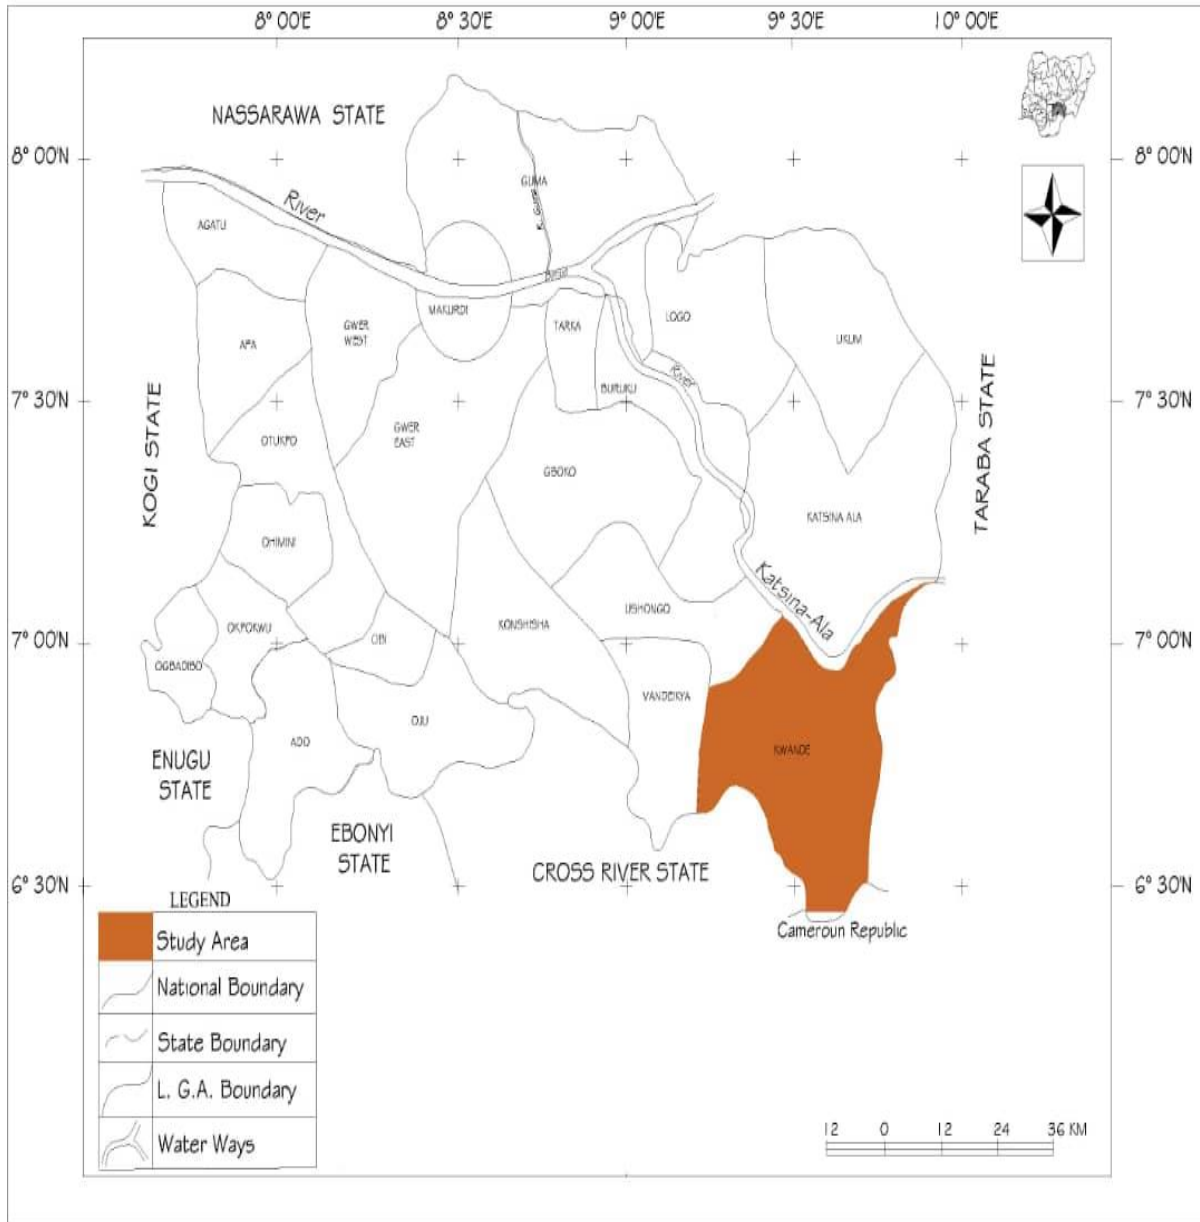 8° 00'E 8° 30'E 9° 00'E 9° 30'E 10° 00'E
NASSARAWA STATE
8° 00'N 8° 00'N
GUMA
K. Guma
River
AGATU
Benue
MAKURDI
LOGO
TARKA
GWER
WEST
UKUM
APA
River
BURUKU
7° 30'N 7° 30'N
KOGI STATE
TARABA STATE
GWER
EAST
OTUKPO
GBOKO
KATSINA ALA
OHIMINI
Katsina-Ala
USHONGO
KONSHISHA
OKPOKWU
OBI
7° 00'N 7° 00'N
OGBADIBO
VANDEIKYA
OJU
ADO
KWANDE
ENUGU
STATE
EBONYI
STATE
CROSS RIVER STATE
6° 30'N 6° 30'N
Cameroun Republic
LEGEND
Study Area
National Boundary
State Boundary
L. G.A. Boundary
Water Ways
12 0 12 24 36 KM